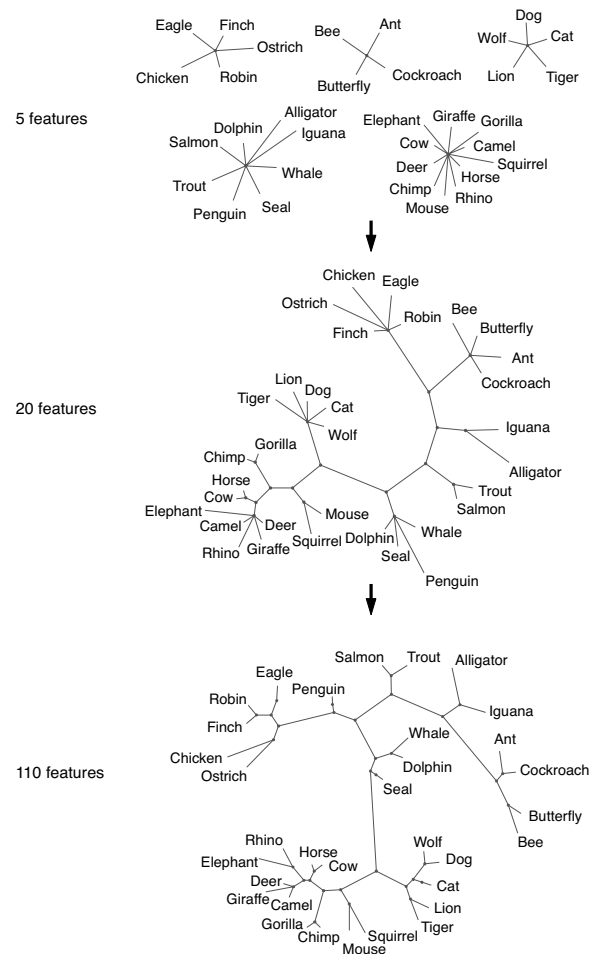 Eagle
Finch
Ostrich
Chicken
Robin
Bee
Ant
Butterfly
Cockroach
Dog
Wolf
Cat
Lion
Tiger
5 features
Alligator
Dolphin
Iguana
Salmon
Whale
Trout
Seal
Penguin
Elephant
Giraffe
Gorilla
Cow
Camel
Squirrel
Deer
Horse
Chimp
Rhino
Mouse
20 features
Chicken
Eagle
Ostrich
Robin
Finch
Bee
Butterfly
Ant
Cockroach
Lion
Dog
Tiger
Cat
Wolf
Iguana
Alligator
Gorilla
Chimp
Horse
Cow
Elephant
Camel
Deer
Rhino
Giraffe
Mouse
Squirrel
Trout
Salmon
Dolphin
Whale
Seal
Penguin
110 features
Salmon
Trout
Alligator
Eagle
Penguin
Robin
Finch
Iguana
Chicken
Ostrich
Whale
Dolphin
Seal
Ant
Cockroach
Butterfly
Bee
Rhino
Horse
Elephant
Cow
Deer
Giraffe
Camel
Gorilla
Chimp
Squirrel
Mouse
Wolf
Dog
Cat
Lion
Tiger